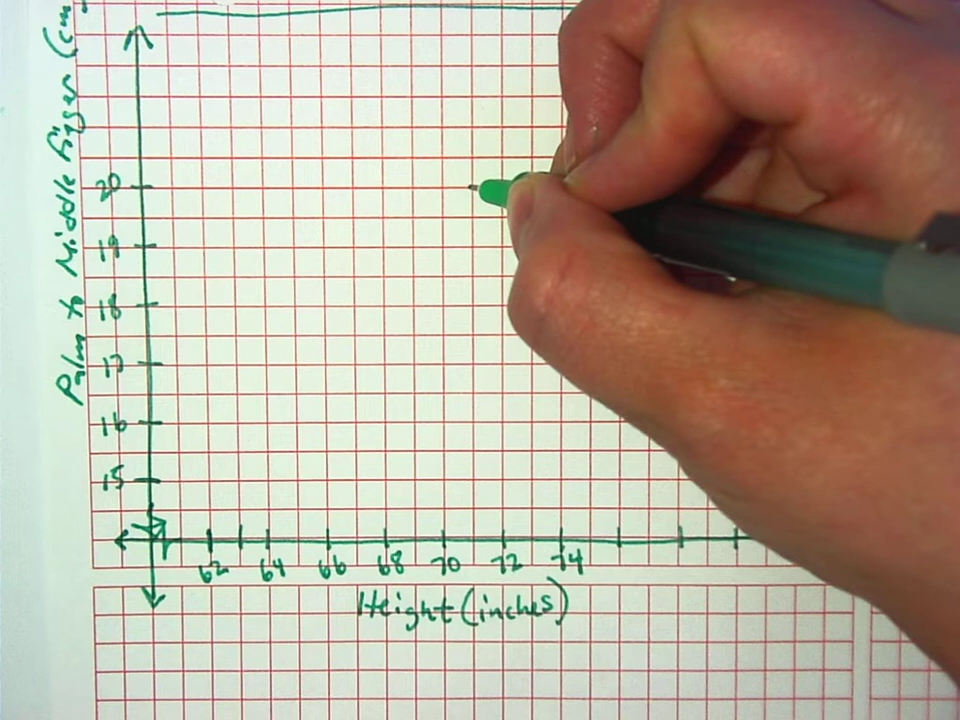 Palm to Middle Finger (cm
20
19
18
17
16
15
62 64 66 68 70 72 74
Height (inches)